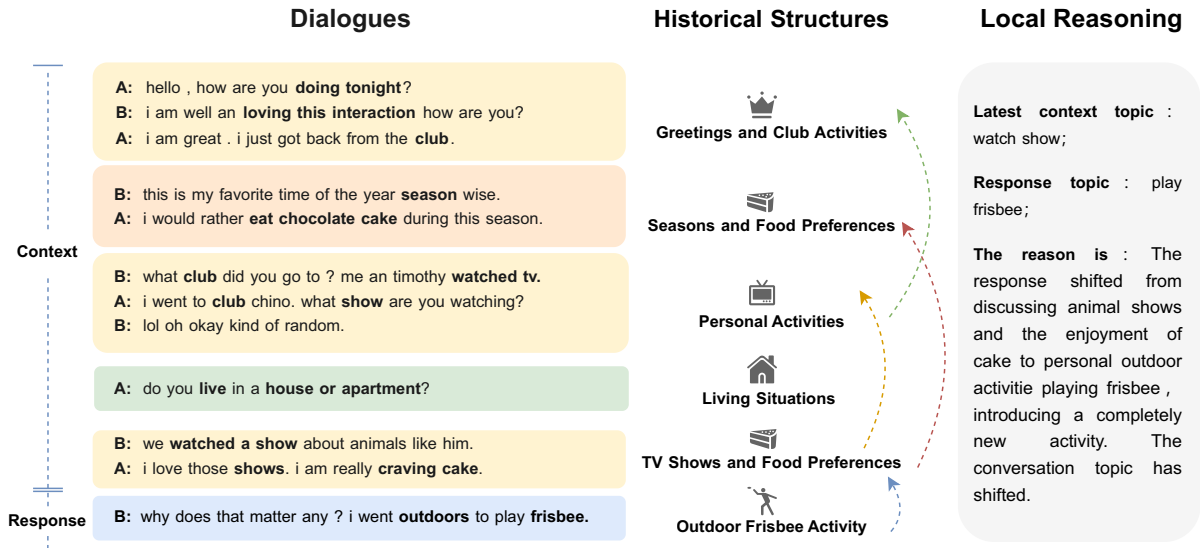 Dialogues
Historical Structures
Local Reasoning
Context
Response
A: hello , how are you doing tonight?
B: i am well an loving this interaction how are you?
A: i am great . i just got back from the club.
B: this is my favorite time of the year season wise.
A: i would rather eat chocolate cake during this season.
B: what club did you go to ? me an timothy watched tv.
A: i went to club chino. what show are you watching?
B: lol oh okay kind of random.
A: do you live in a house or apartment?
B: we watched a show about animals like him.
A: i love those shows. i am really craving cake.
B: why does that matter any ? i went outdoors to play frisbee.
Greetings and Club Activities
Seasons and Food Preferences
Personal Activities
Living Situations
TV Shows and Food Preferences
Outdoor Frisbee Activity
Latest context topic :
watch show;
Response topic : play
frisbee;
The reason is : The
response shifted from
discussing animal shows
and the enjoyment of
cake to personal outdoor
activitie playing frisbee ,
introducing a completely
new activity. The
conversation topic has
shifted.